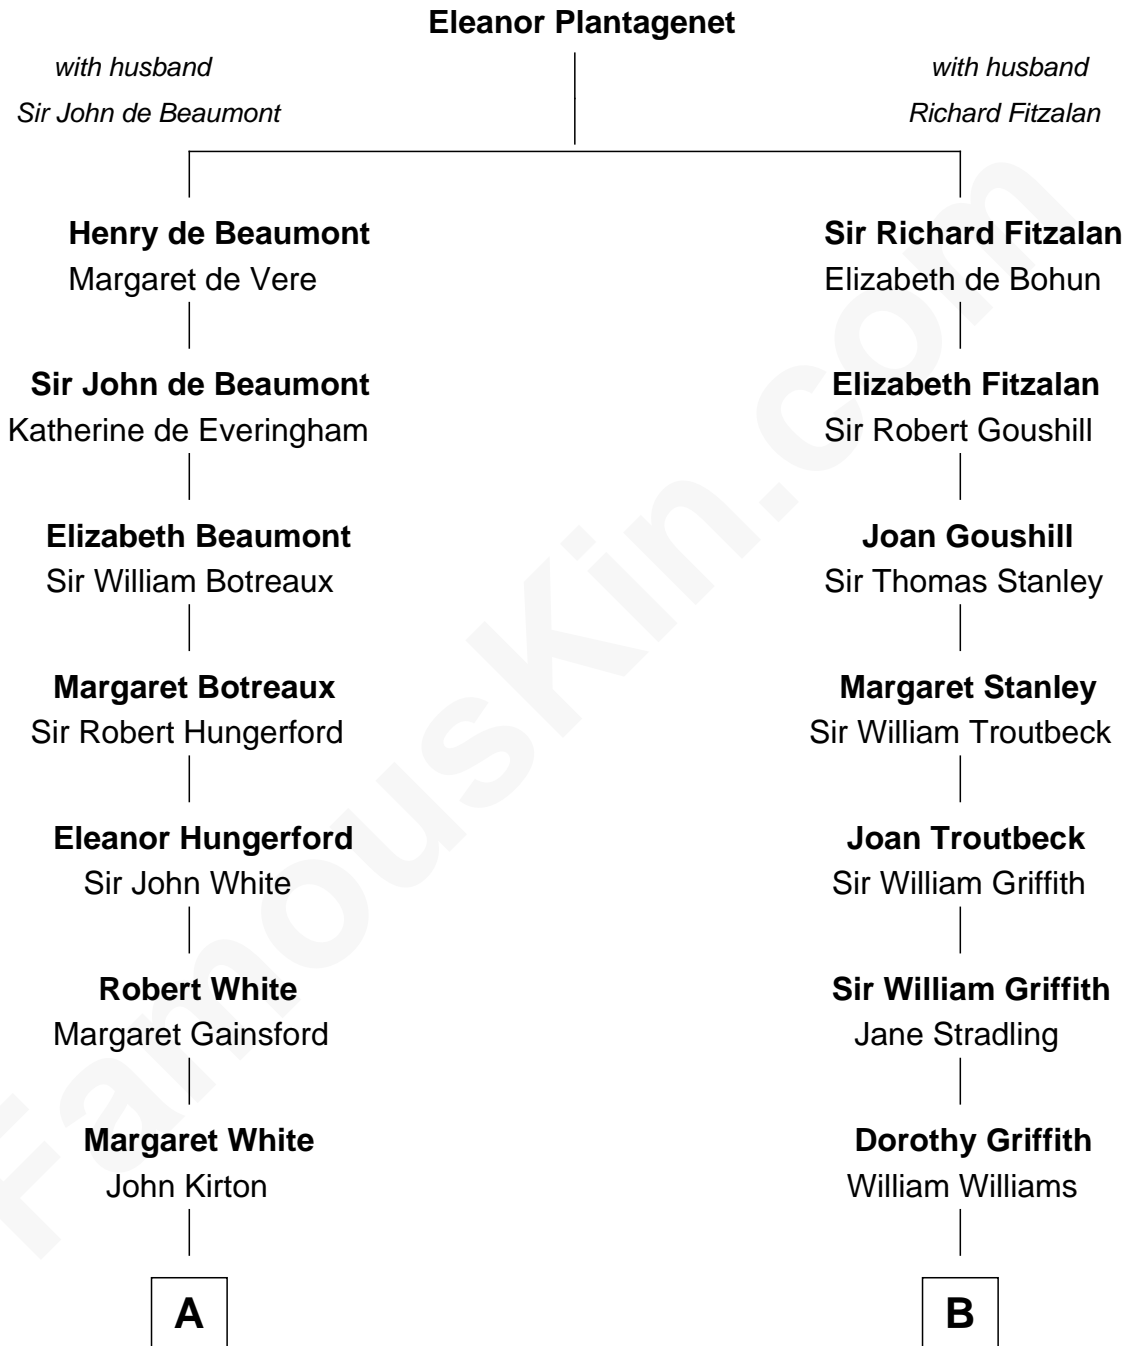 Eleanor Plantagenet
with husband
Sir John de Beaumont
with husband
Richard Fitzalan
Henry de Beaumont
Margaret de Vere
Sir Richard Fitzalan
Elizabeth de Bohun
Sir John de Beaumont
Katherine de Everingham
Elizabeth Fitzalan
Sir Robert Goushill
Elizabeth Beaumont
Sir William Botreaux
Joan Goushill
Sir Thomas Stanley
Margaret Botreaux
Sir Robert Hungerford
Margaret Stanley
Sir William Troutbeck
Eleanor Hungerford
Sir John White
Joan Troutbeck
Sir William Griffith
Robert White
Margaret Gainsford
Sir William Griffith
Jane Stradling
Margaret White
John Kirton
Dorothy Griffith
William Williams
A
B
FamousKin.com